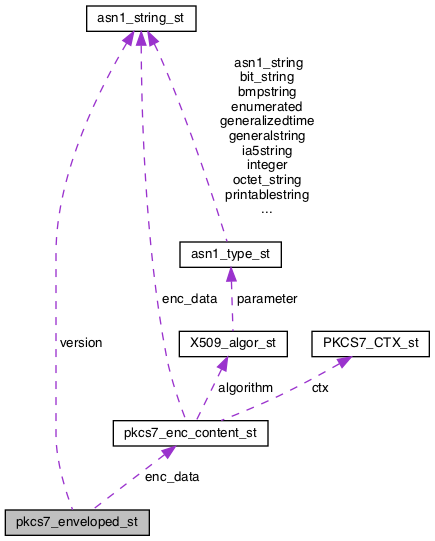 asn1_string_st
asn1_string
bit_string
bmpstring
enumerated
generalizedtime
generalstring
ia5string
integer
octet_string
printablestring
...
asn1_type_st
enc_data
parameter
version
X509_algor_st
PKCS7_CTX_st
algorithm
ctx
pkcs7_enc_content_st
enc_data
pkcs7_enveloped_st